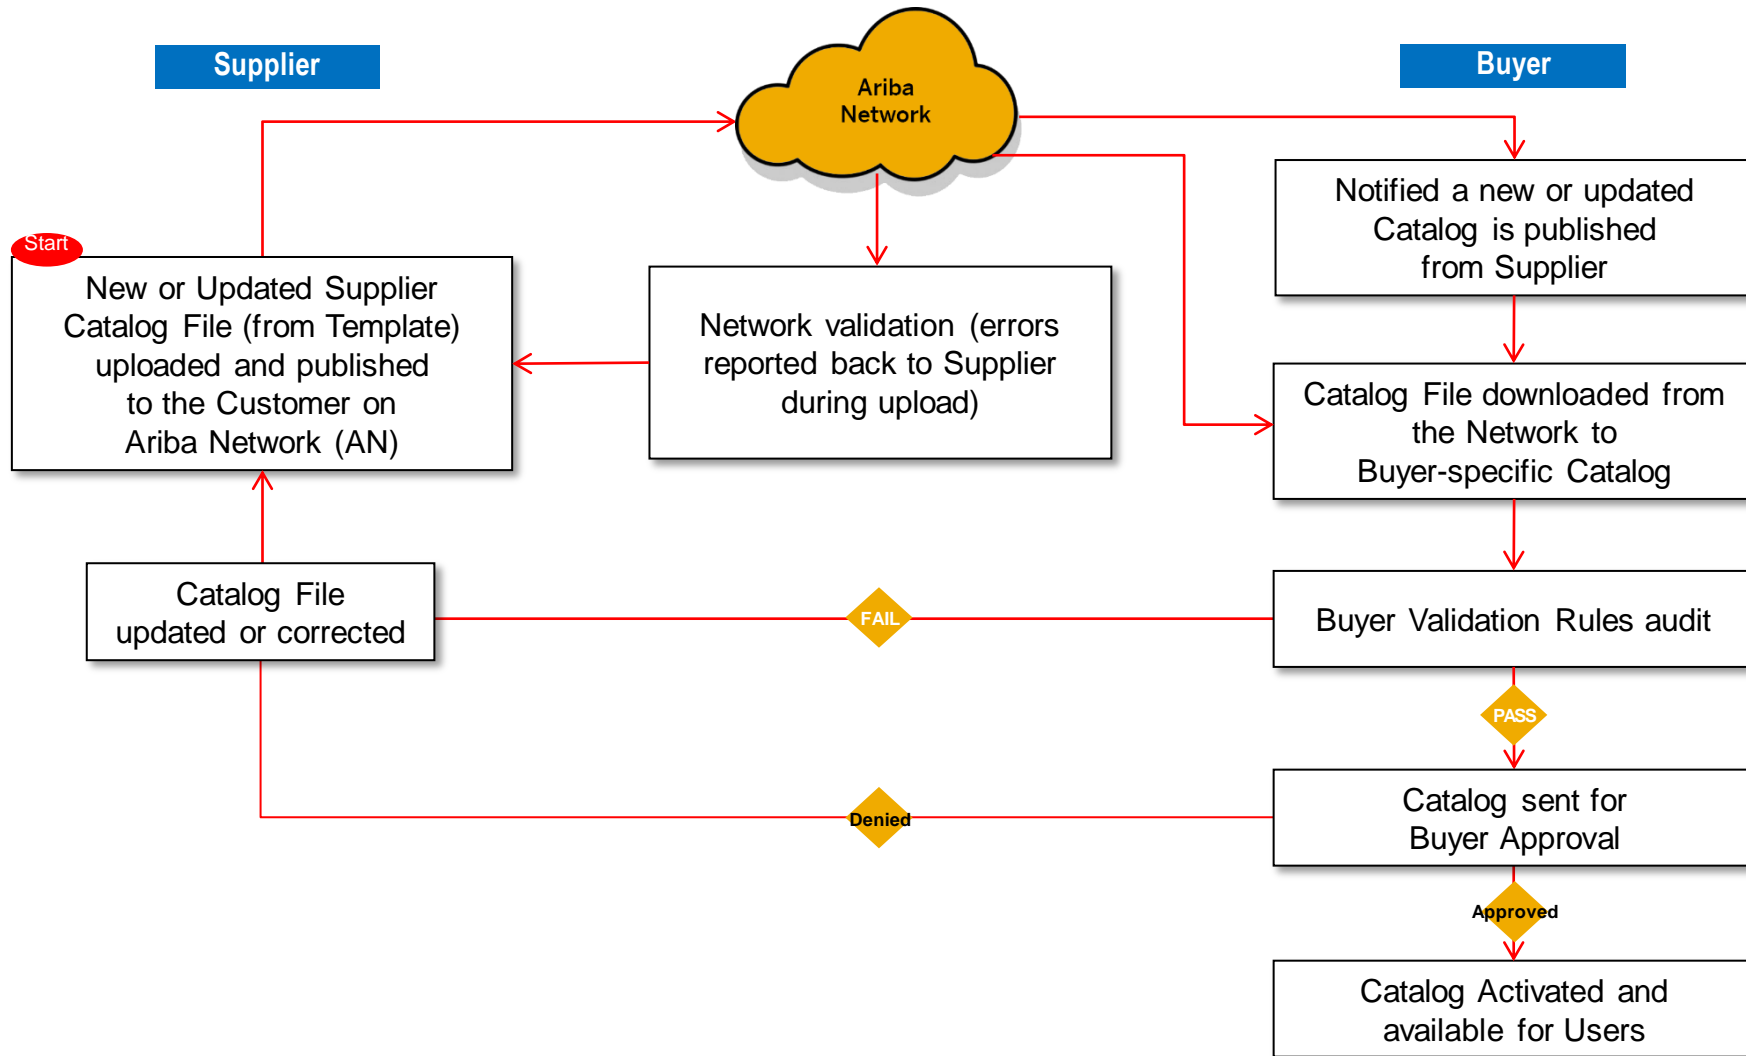 Supplier
Ariba
Network
Buyer
Start
New or Updated Supplier
Catalog File (from Template)
uploaded and published
to the Customer on
Ariba Network (AN)
Network validation (errors
reported back to Supplier
during upload)
Notified a new or updated
Catalog is published
from Supplier
Catalog File downloaded from
the Network to
Buyer-specific Catalog
Catalog File
updated or corrected
FAIL
Buyer Validation Rules audit
PASS
Denied
Catalog sent for
Buyer Approval
Approved
Catalog Activated and
available for Users